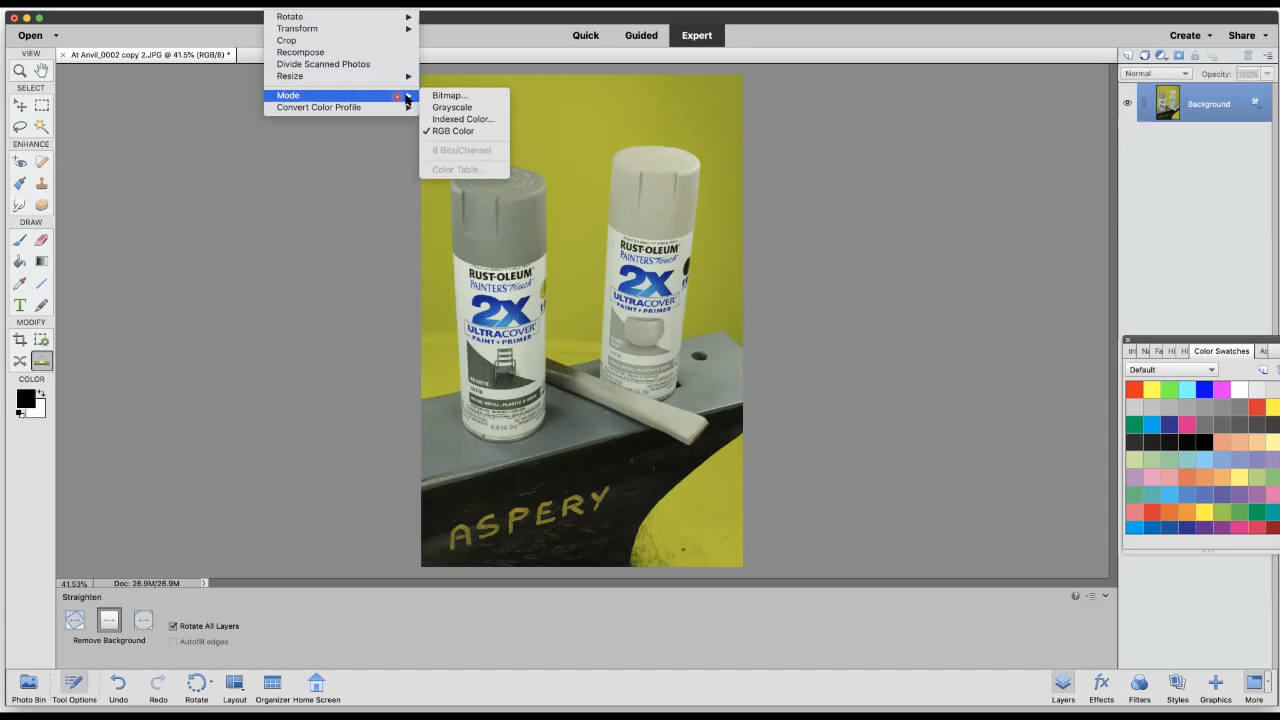 Rotate
Transform
Crop
Recompose
Divide Scanned Photos
Resize
Mode
Convert Color Profile
Bitmap...
Grayscale
Indexed Color...
✓ RGB Color
8 Bits/Channel
Color Table...
Open
Quick
Guided
Expert
Create
Share
VIEW
× At Anvil_0002 copy 2.JPG @ 41.5% (RGB/8) *
SELECT
ENHANCE
DRAW
MODIFY
COLOR
Normal
Opacity: 100%
Background
RUST-OLEUM
PAINTER'S Touch
2X
ULTRACOVER
PAINT + PRIMER
RUST-OLEUM
PAINTER'S Touch
2X
ULTRACOVER
PAINT + PRIMER
ASPERY
Color Swatches
Default
41.53%
Doc: 26.9M/26.9M
Straighten
Remove Background
Rotate All Layers
Autofill edges
Photo Bin
Tool Options
Undo
Redo
Rotate
Layout
Organizer
Home Screen
Layers
Effects
Filters
Styles
Graphics
More